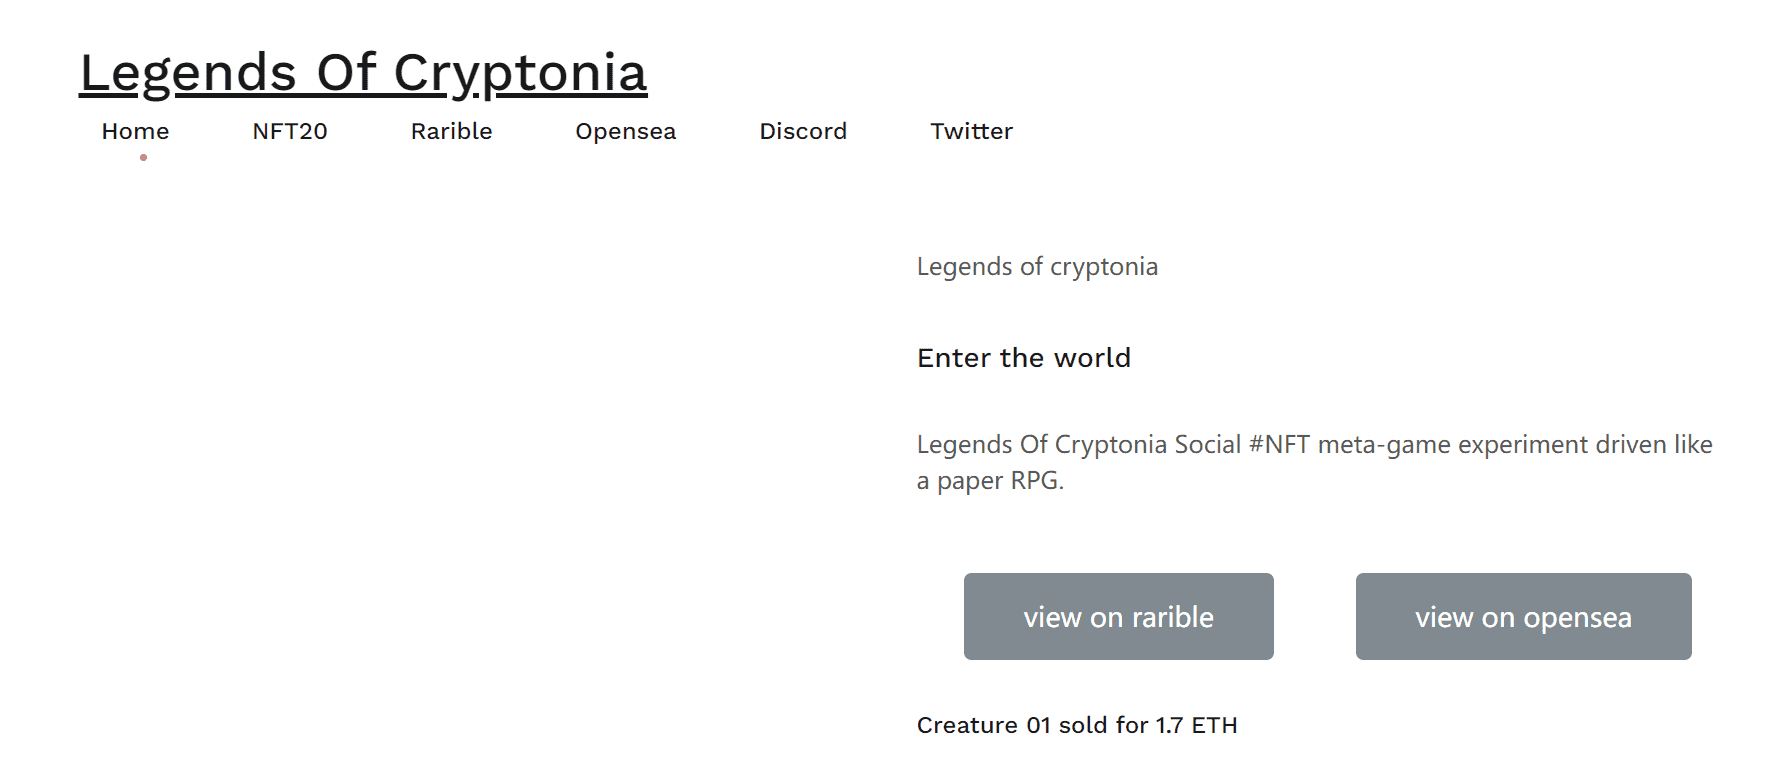 Legends Of Cryptonia
Home NFT20 Rarible Opensea Discord Twitter
Legends of cryptonia
Enter the world
Legends Of Cryptonia Social #NFT meta-game experiment driven like
a paper RPG.
view on rarible view on opensea
Creature 01 sold for 1.7 ETH